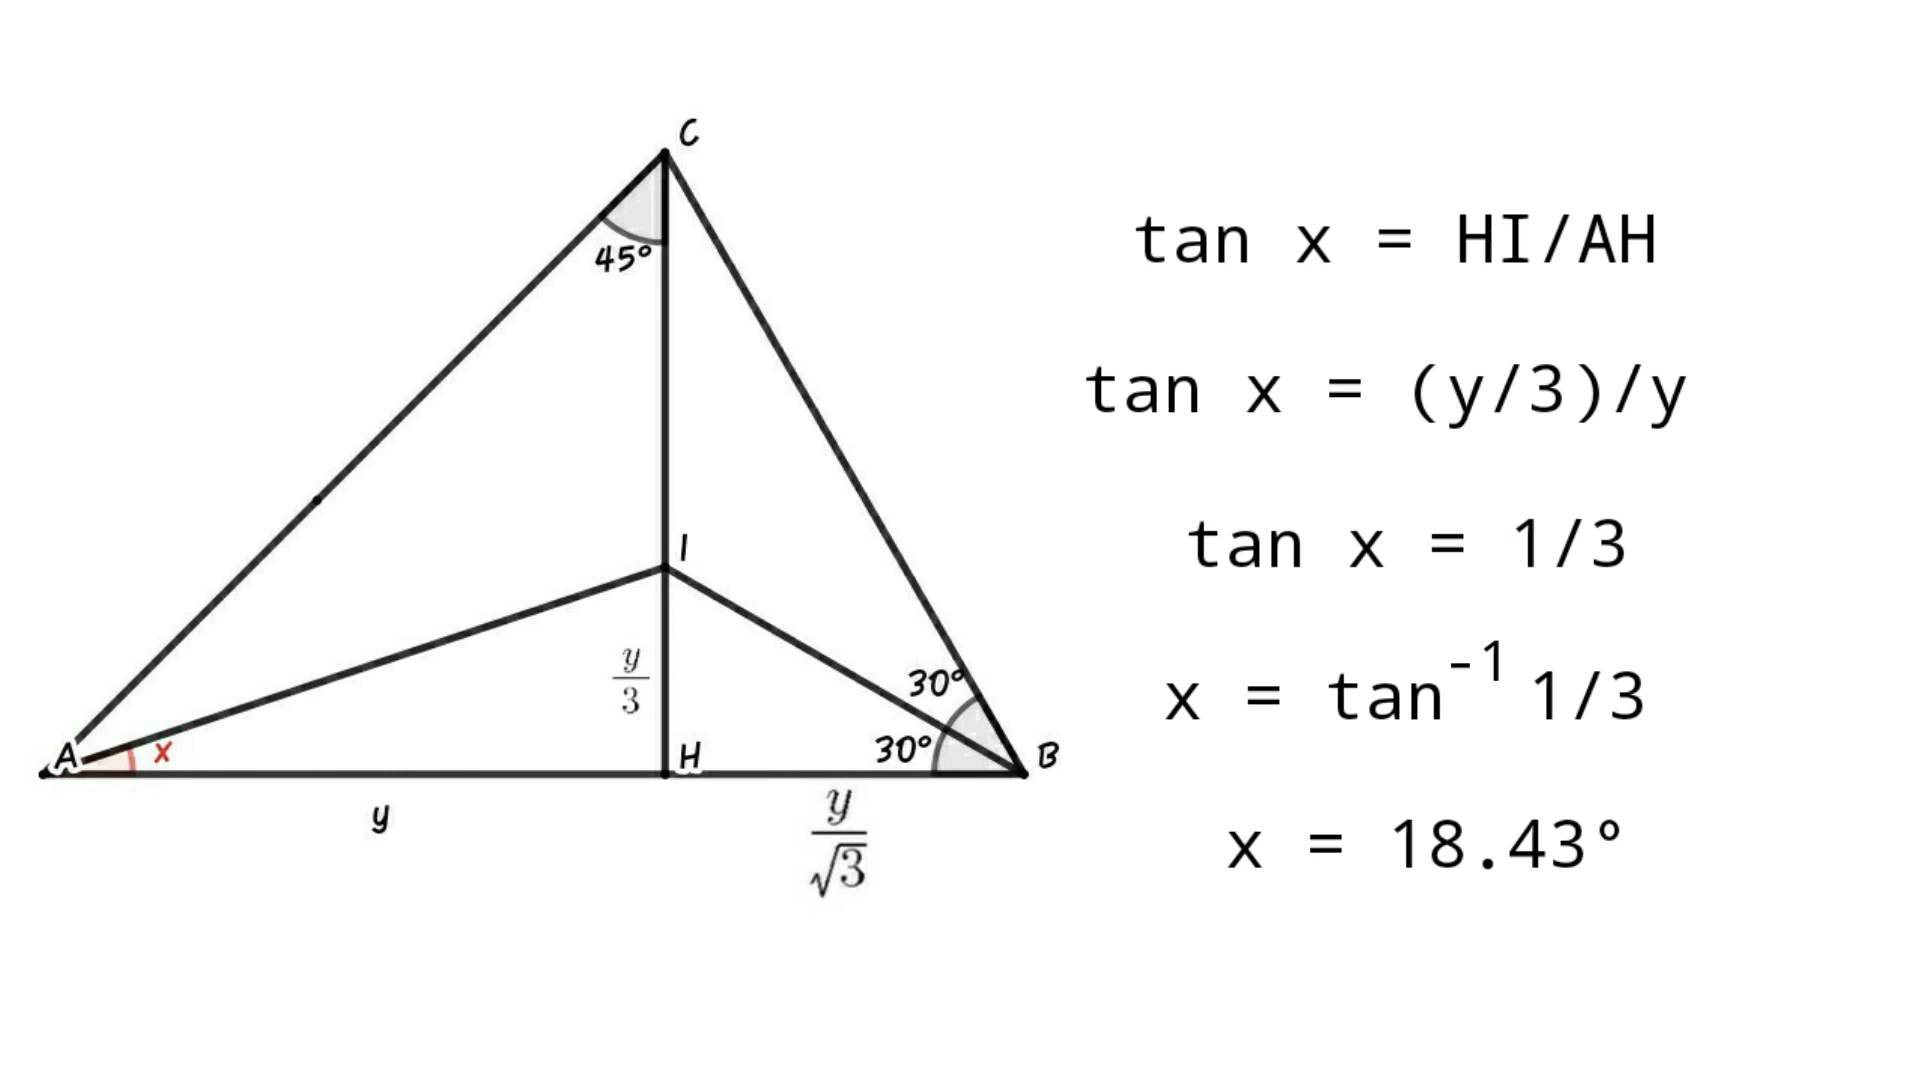 C
45°
I
y/3
30°
30°
A
x
H
B
y
y/√3
tan x = HI/AH
tan x = (y/3)/y
tan x = 1/3
x = tan⁻¹ 1/3
x = 18.43°